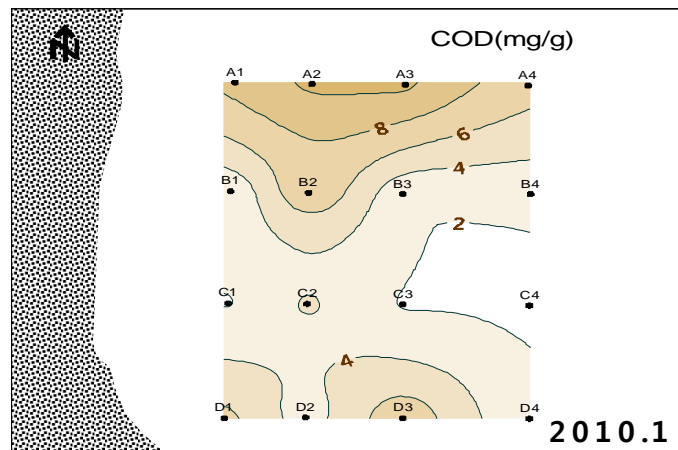 N
COD(mg/g)
A1 A2 A3 A4
8
6
4
B1 B2 B3 B4
2
C1 C2 C3 C4
4
D1 D2 D3 D4
2010.1